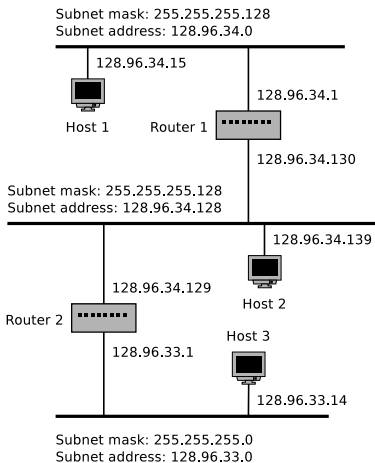 Subnet mask: 255.255.255.128
Subnet address: 128.96.34.0
128.96.34.15
128.96.34.1
Host 1
Router 1
128.96.34.130
Subnet mask: 255.255.255.128
Subnet address: 128.96.34.128
128.96.34.139
128.96.34.129
Host 2
Router 2
Host 3
128.96.33.1
128.96.33.14
Subnet mask: 255.255.255.0
Subnet address: 128.96.33.0